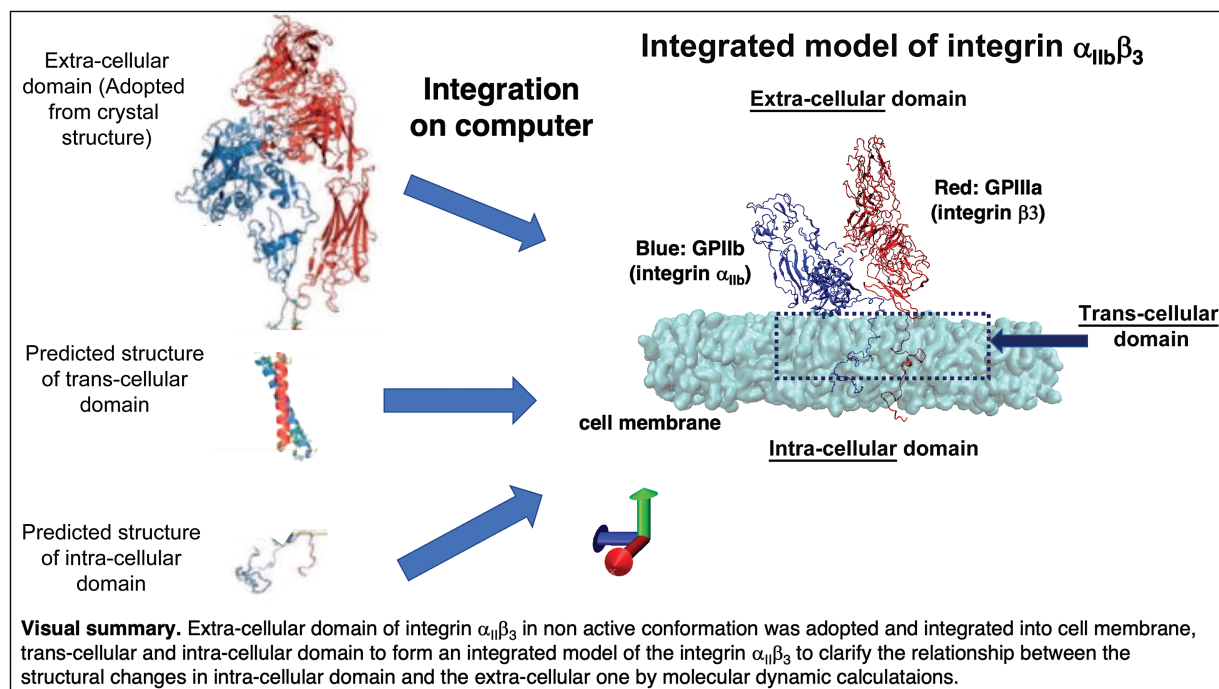 Extra-cellular
domain (Adopted
from crystal
structure)
Integration
on computer
Predicted structure
of trans-cellular
domain
Predicted structure
of intra-cellular
domain
Integrated model of integrin αIIbβ3
Extra-cellular domain
Red: GPIIIa
(integrin β3)
Blue: GPIIb
(integrin αIIb)
Trans-cellular
domain
cell membrane
Intra-cellular domain
Visual summary. Extra-cellular domain of integrin αIIβ3 in non active conformation was adopted and integrated into cell membrane,
trans-cellular and intra-cellular domain to form an integrated model of the integrin αIIβ3 to clarify the relationship between the
structural changes in intra-cellular domain and the extra-cellular one by molecular dynamic calculataions.